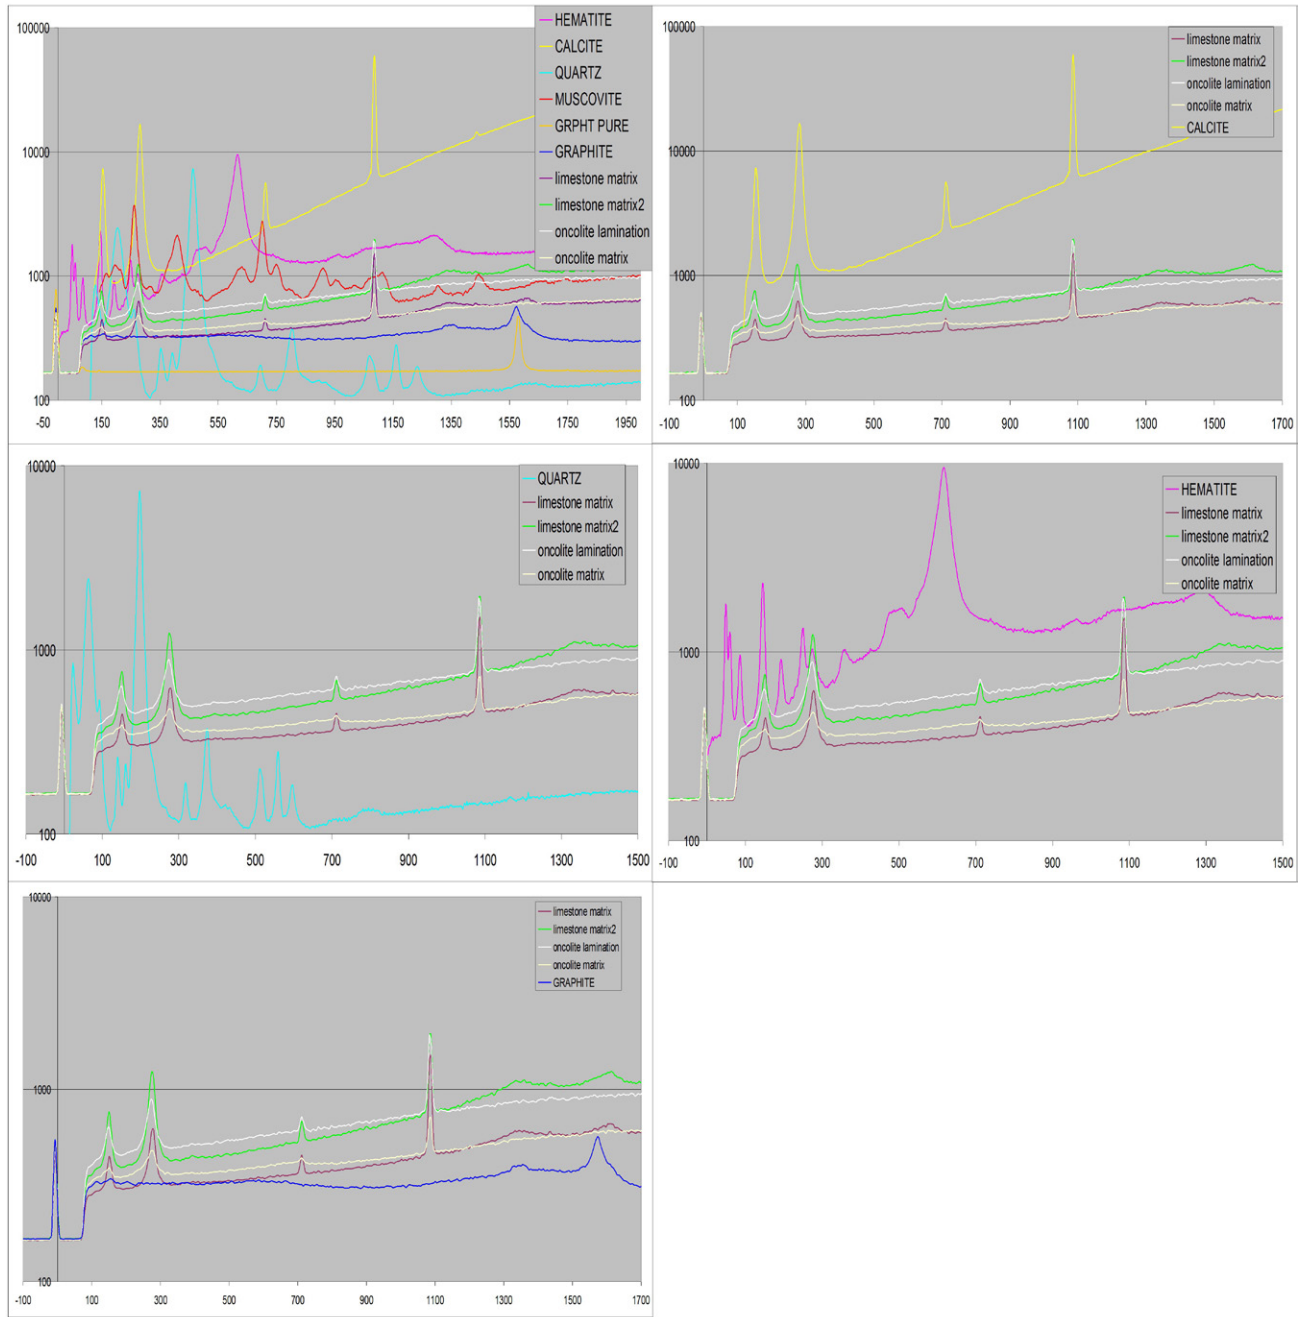 100000
10000
1000
100
-50 150 350 550 750 950 1150 1350 1550 1750 1950
HEMATITE
CALCITE
QUARTZ
MUSCOVITE
GRPHT PURE
GRAPHITE
limestone matrix
limestone matrix2
oncolite lamination
oncolite matrix
100000
10000
1000
100
-100 100 300 500 700 900 1100 1300 1500 1700
limestone matrix
limestone matrix2
oncolite lamination
oncolite matrix
CALCITE
10000
1000
100
-100 100 300 500 700 900 1100 1300 1500
QUARTZ
limestone matrix
limestone matrix2
oncolite lamination
oncolite matrix
10000
1000
100
-100 100 300 500 700 900 1100 1300 1500
HEMATITE
limestone matrix
limestone matrix2
oncolite lamination
oncolite matrix
10000
1000
100
-100 100 300 500 700 900 1100 1300 1500 1700
limestone matrix
limestone matrix2
oncolite lamination
oncolite matrix
GRAPHITE